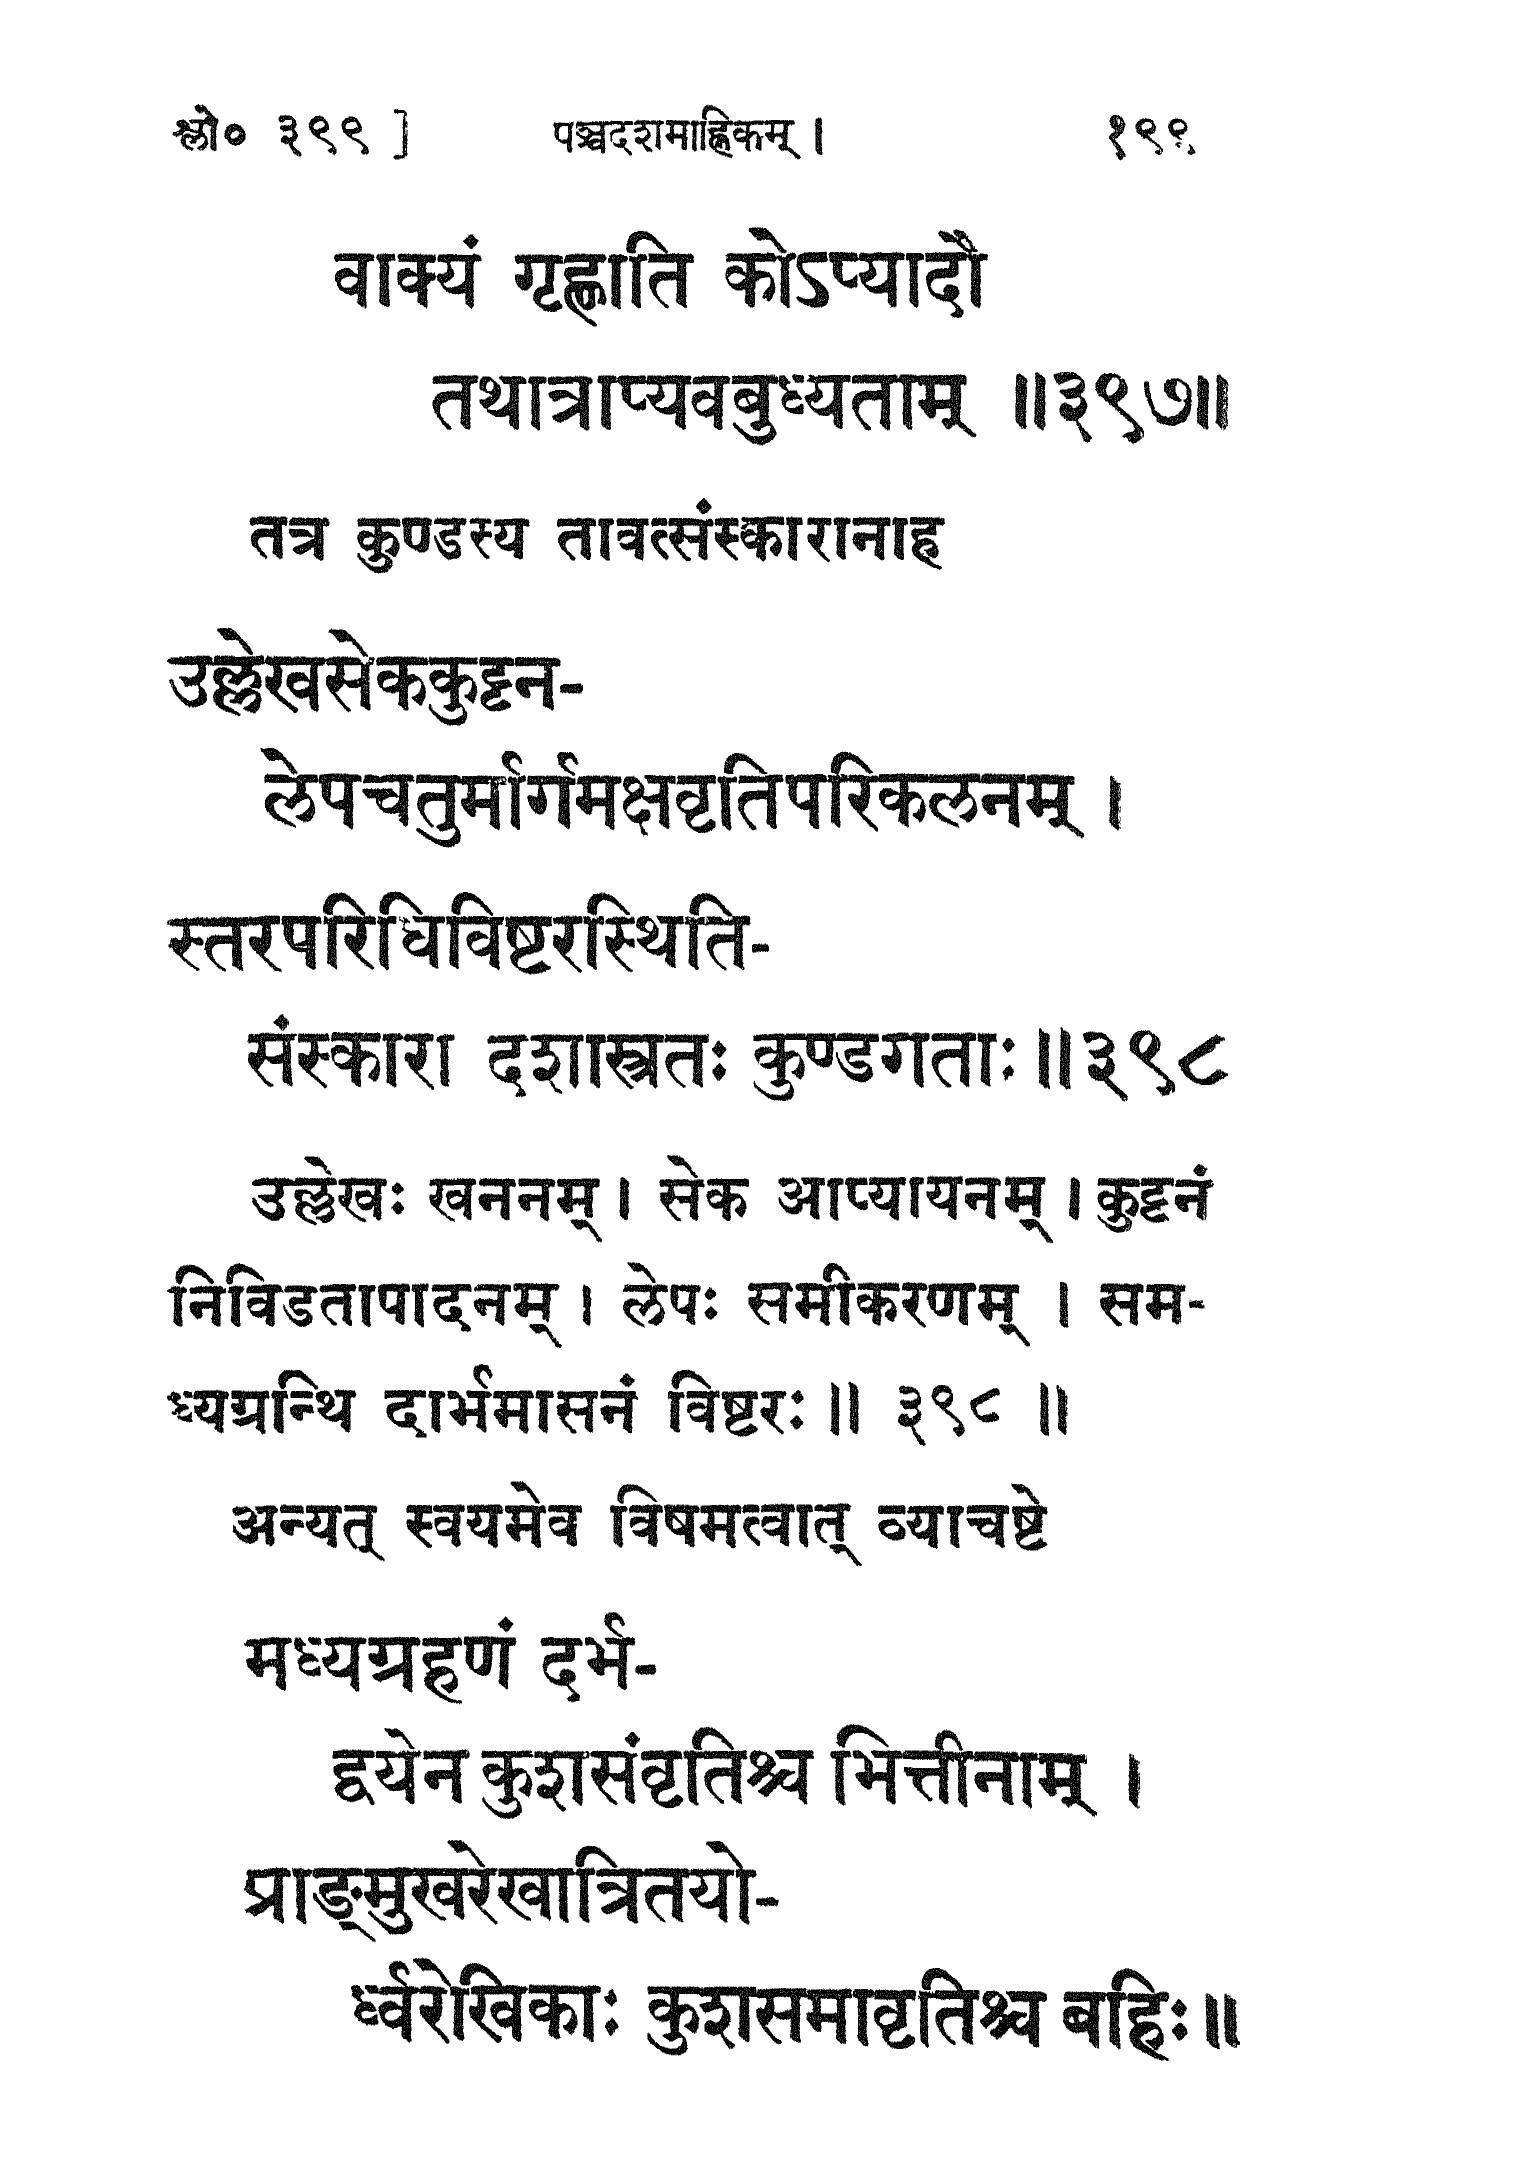 श्लो० ३९९ ] पञ्चदशमाह्निकम् । १९९
वाक्यं गृह्णाति कोऽप्यादौ
तथात्राप्यवबुध्यताम् ॥३९७॥
तत्र कुण्डस्य तावत्संस्कारानाह
उल्लेखसेककुट्टन-
लेपचतुर्मार्गमक्षवृतिपरिकलनम् ।
स्तरपरिधिविष्टरस्थिति-
संस्कारा दशास्त्रतः कुण्डगताः॥३९८
उल्लेखः खननम् । सेक आप्यायनम् । कुट्टनं
निविडतापादनम् । लेपः समीकरणम् । सम-
ध्यग्रन्थि दार्भमासनं विष्टरः॥ ३९८ ॥
अन्यत् स्वयमेव विषमत्वात् व्याचष्टे
मध्यग्रहणं दर्भ-
द्वयेन कुशसंवृतिश्च भित्तीनाम् ।
प्राङ्मुखरेखात्रितयो-
र्ध्वरेखिकाः कुशसमावृतिश्च बहिः॥